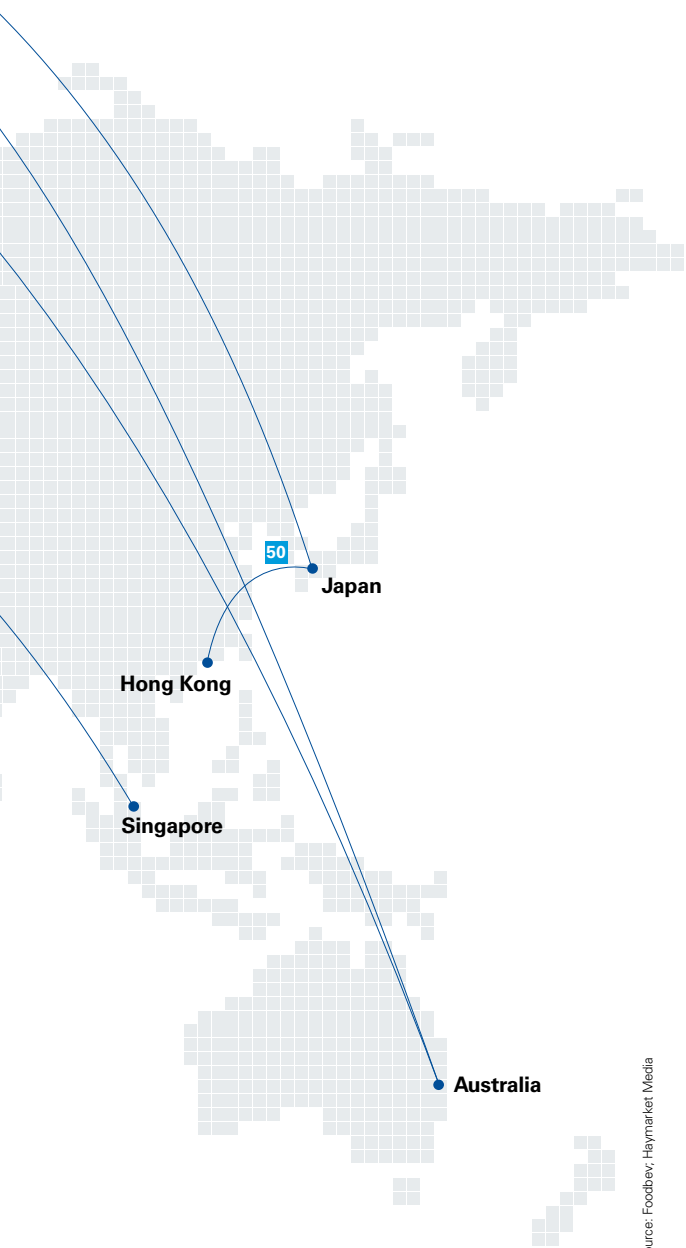 50
Japan
Hong Kong
Singapore
Australia
urce: Foodbev; Haymarket Media